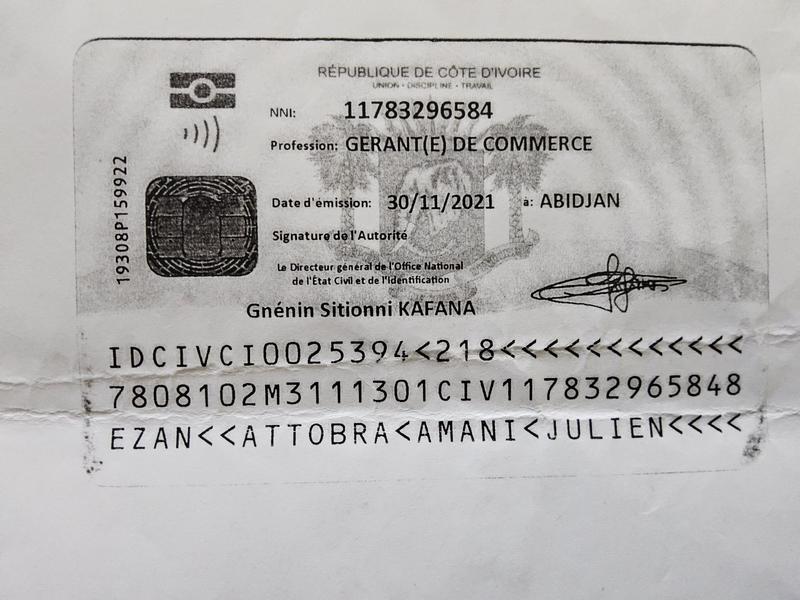 RÉPUBLIQUE DE CÔTE D'IVOIRE
UNION - DISCIPLINE - TRAVAIL
NNI: 11783296584
Profession: GERANT(E) DE COMMERCE
Date d'émission: 30/11/2021 à: ABIDJAN
Signature de l'Autorité
Le Directeur général de l'Office National
de l'État Civil et de l'Identification
Gnénin Sitionni KAFANA
19308P159922
IDCIVCI0025394<218<<<<<<<<<<<<
7808102M3111301CIV117832965848
EZAN<<ATTOBRA<AMANI<JULIEN<<<<